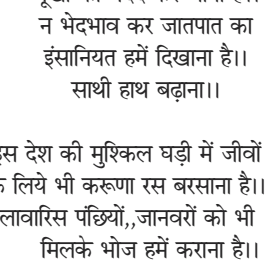 न भेदभाव कर जातपात का
इंसानियत हमें दिखाना है।।
साथी हाथ बढ़ाना।।
देश की मुश्किल घड़ी में जीवों
लिये भी करूणा रस बरसाना है।।
लावारिस पंछियों,,जानवरों को भी
मिलके भोज हमें कराना है।।